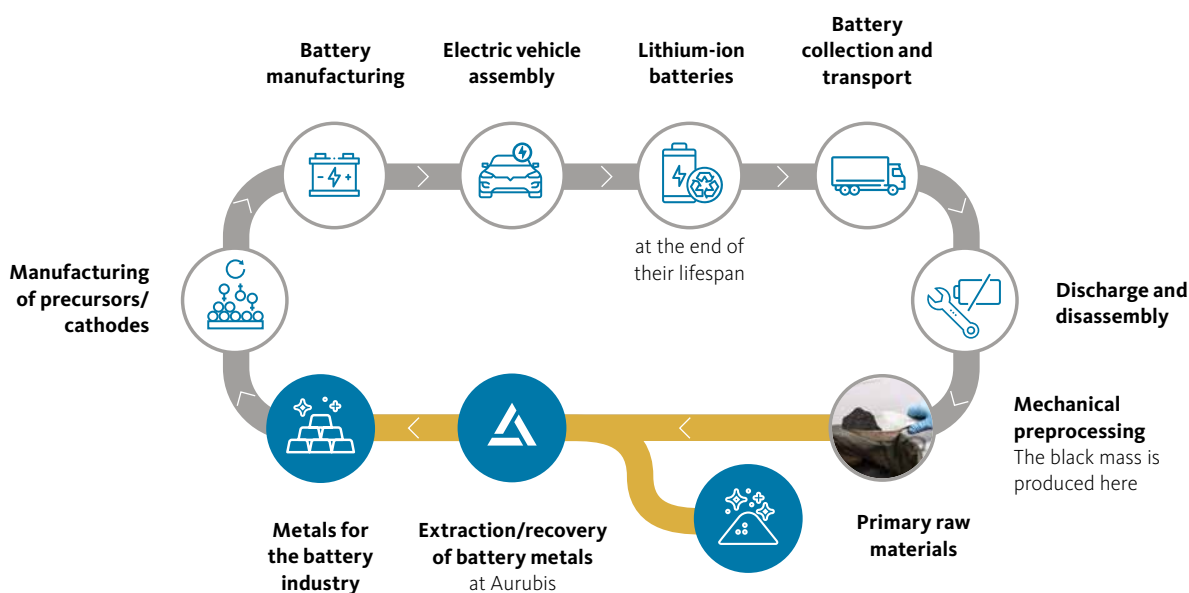 Battery
manufacturing
Electric vehicle
assembly
Lithium-ion
batteries
at the end of
their lifespan
Battery
collection and
transport
Discharge and
disassembly
Mechanical
preprocessing
The black mass is
produced here
Primary raw
materials
Extraction/recovery
of battery metals
at Aurubis
Metals for
the battery
industry
Manufacturing
of precursors/
cathodes